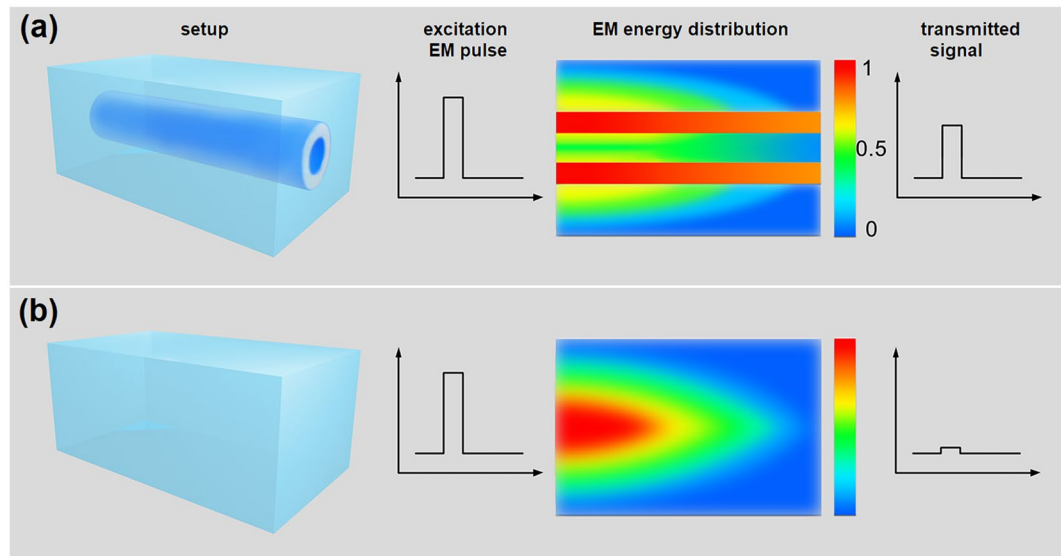 (a)
setup
excitation
EM pulse
EM energy distribution
transmitted
signal
1
0.5
0
(b)